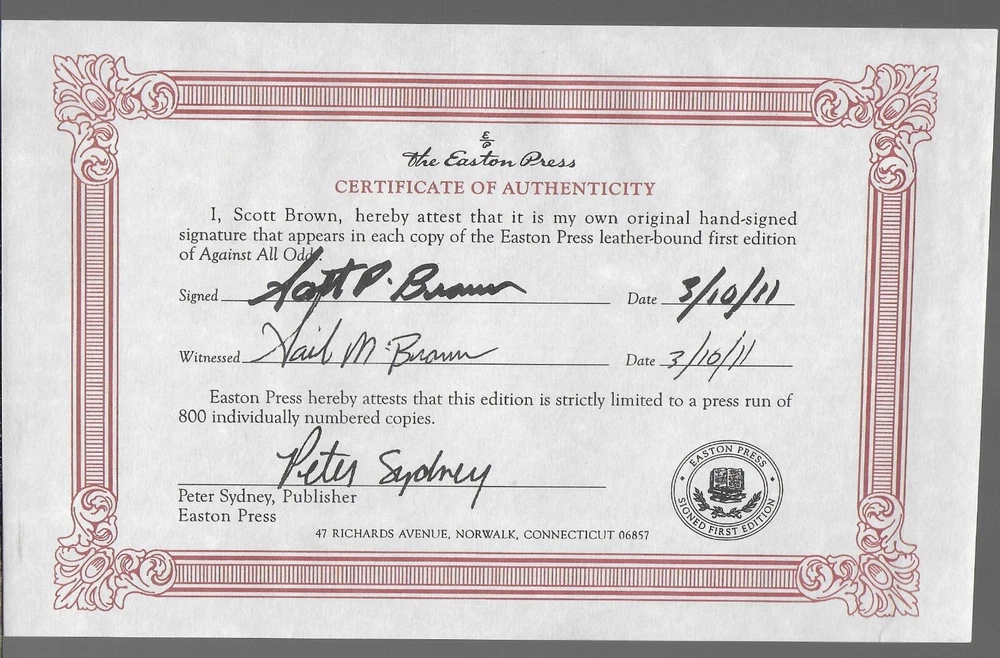 E
P
the Easton Press
CERTIFICATE OF AUTHENTICITY
I, Scott Brown, hereby attest that it is my own original hand-signed
signature that appears in each copy of the Easton Press leather-bound first edition
of Against All Odds.
Signed Scott P. Brown Date 3/10/11
Witnessed Gail M. Brown Date 3/10/11
Easton Press hereby attests that this edition is strictly limited to a press run of
800 individually numbered copies.
Peter Sydney
Peter Sydney, Publisher
Easton Press
47 RICHARDS AVENUE, NORWALK, CONNECTICUT 06857
EASTON PRESS
SIGNED FIRST EDITION